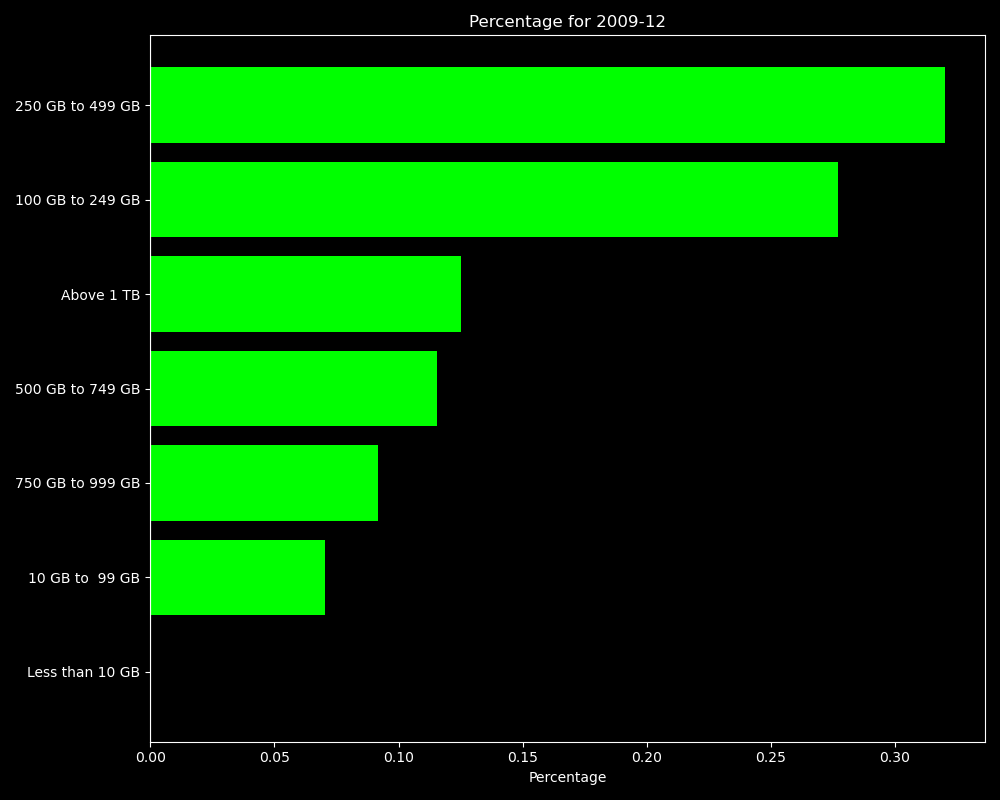 Percentage for 2009-12
250 GB to 499 GB
100 GB to 249 GB
Above 1 TB
500 GB to 749 GB
750 GB to 999 GB
10 GB to  99 GB
Less than 10 GB
0.00 0.05 0.10 0.15 0.20 0.25 0.30
Percentage